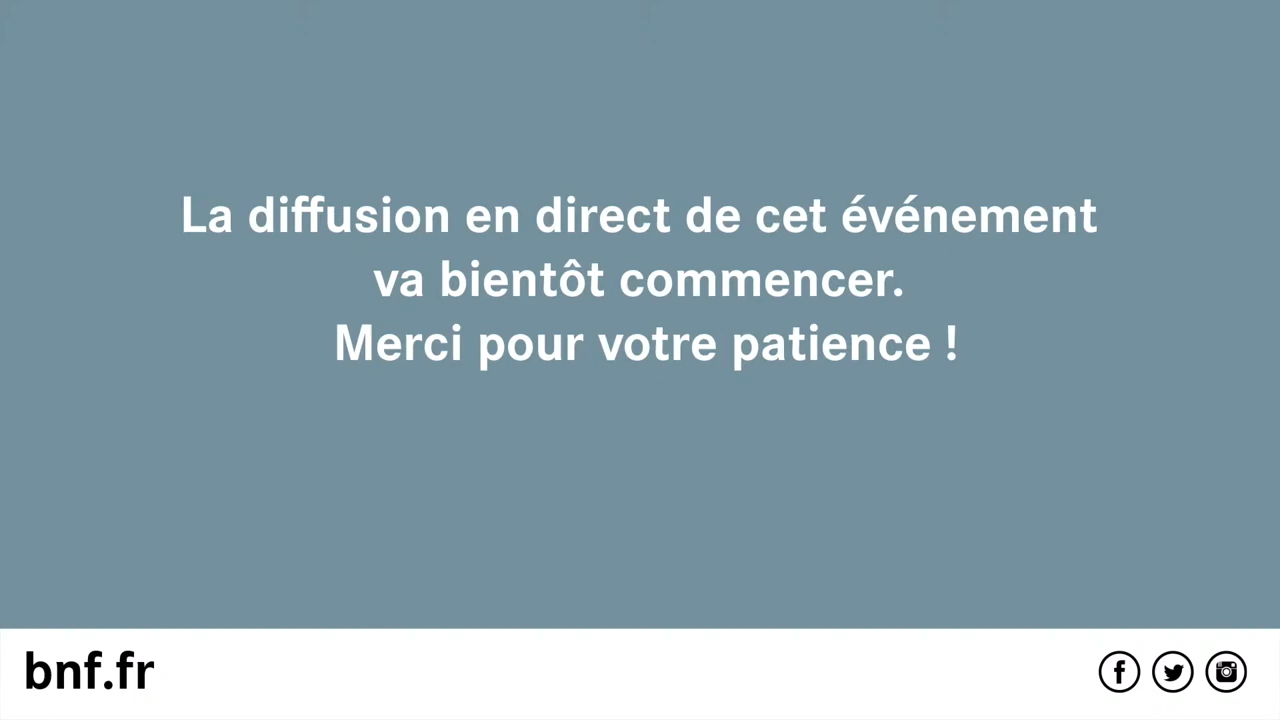 La diffusion en direct de cet événement
va bientôt commencer.
Merci pour votre patience !
bnf.fr